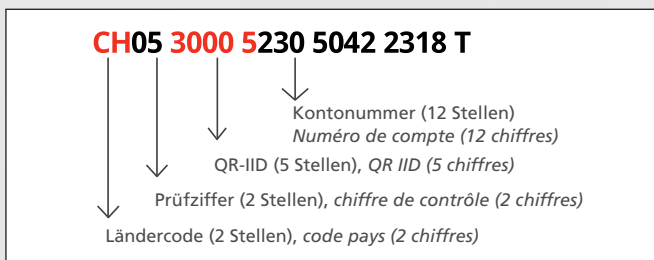 CH05 3000 5230 5042 2318 T
Kontonummer (12 Stellen)
Numéro de compte (12 chiffres)
QR-IID (5 Stellen), QR IID (5 chiffres)
Prüfziffer (2 Stellen), chiffre de contrôle (2 chiffres)
Ländercode (2 Stellen), code pays (2 chiffres)